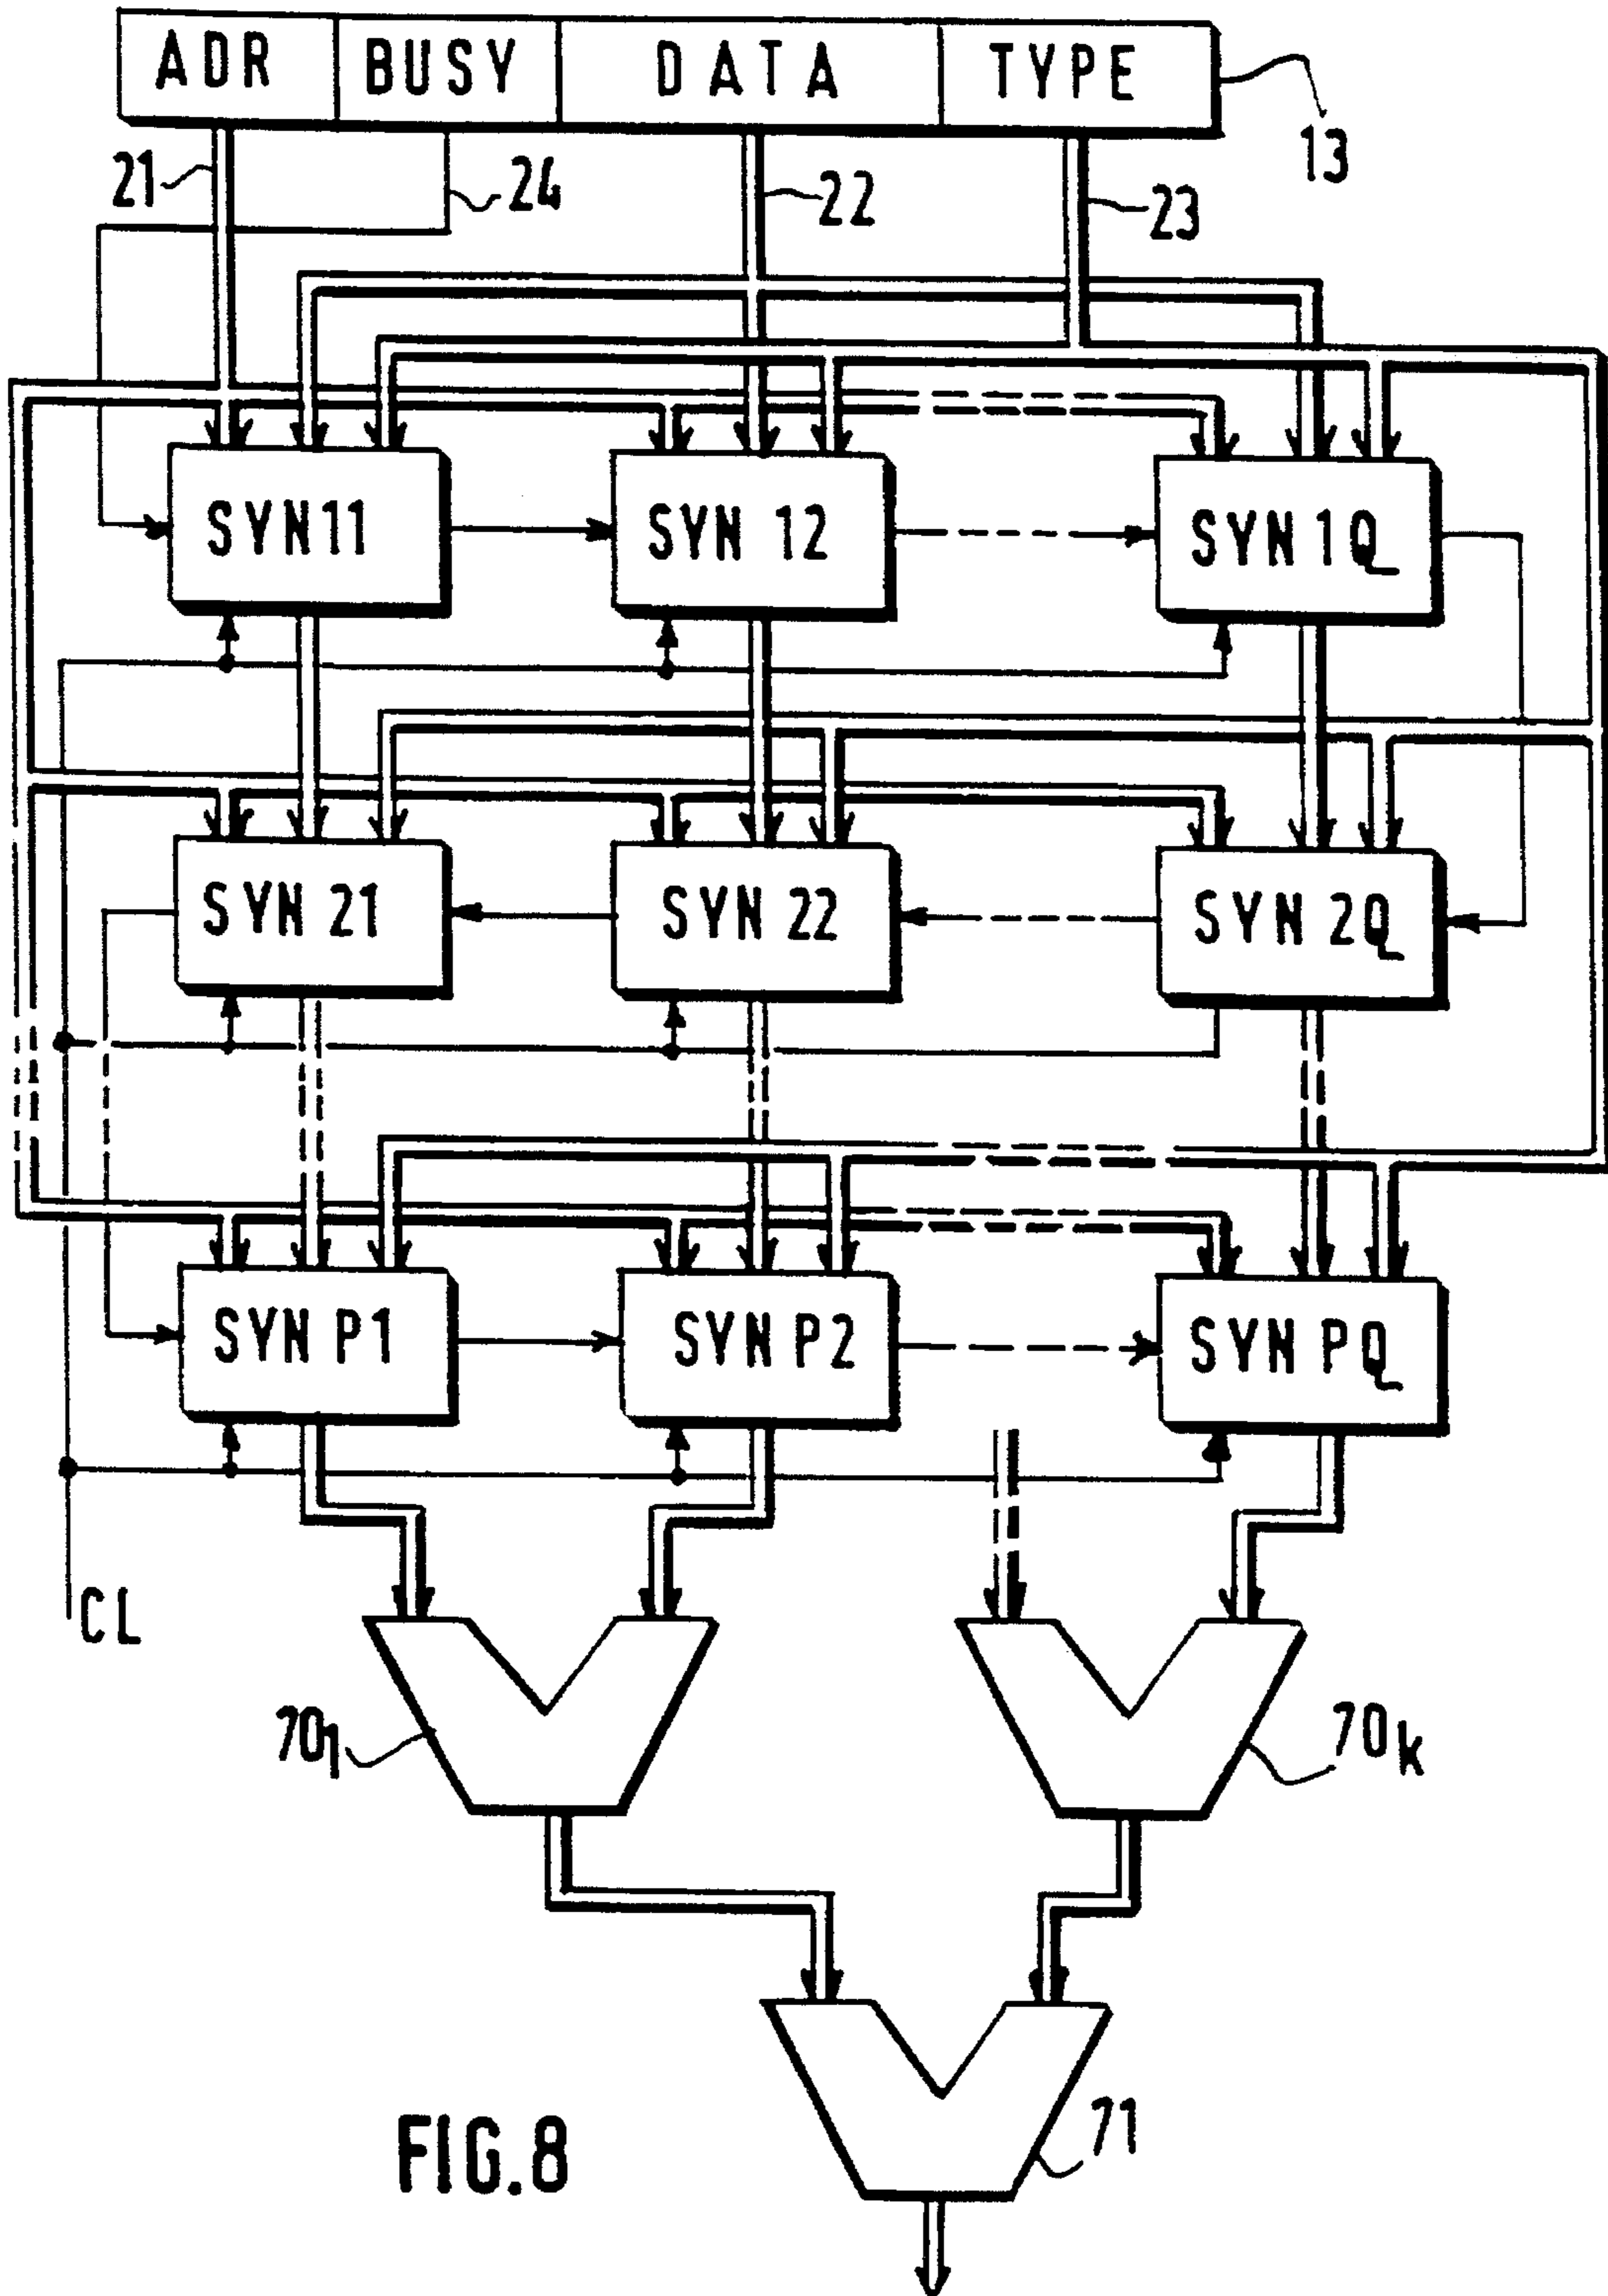 ADR BUSY DATA TYPE
13
21 24 22 23
SYN11 SYN 12 SYN 1Q
SYN 21 SYN 22 SYN 2Q
SYN P1 SYN P2 SYN PQ
CL
70₁ 70k
71
FIG.8